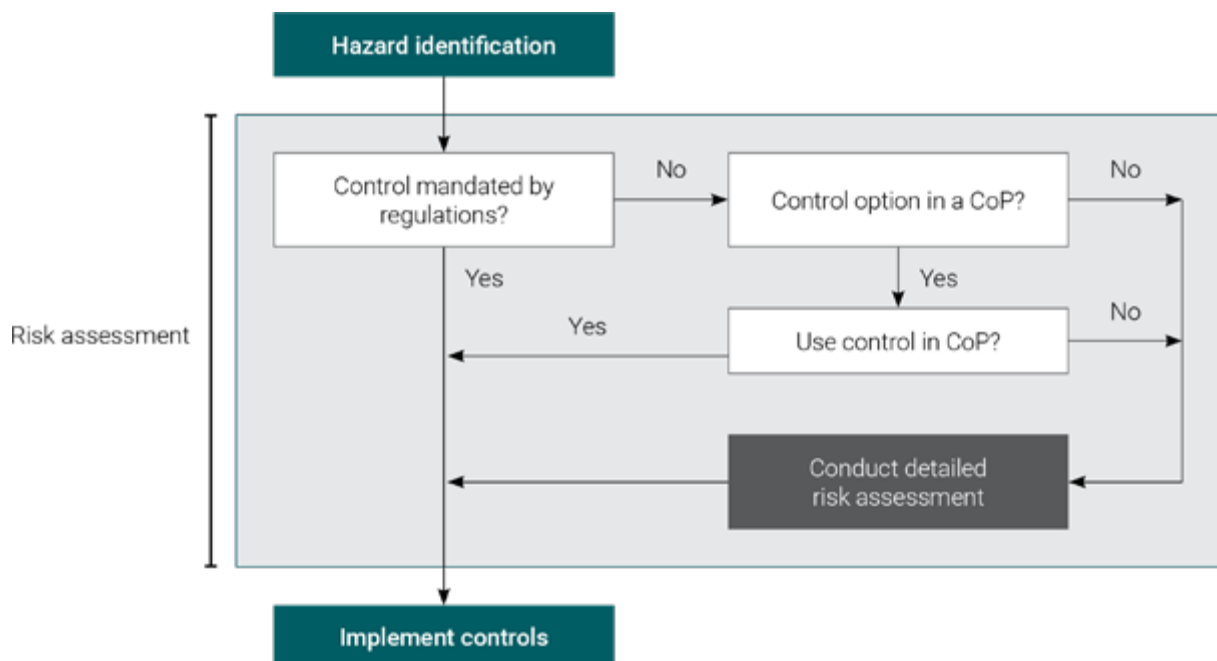 Hazard identification
Control mandated by
regulations?
No
Control option in a CoP?
No
Yes
Yes
Yes
Use control in CoP?
No
Risk assessment
Conduct detailed
risk assessment
Implement controls